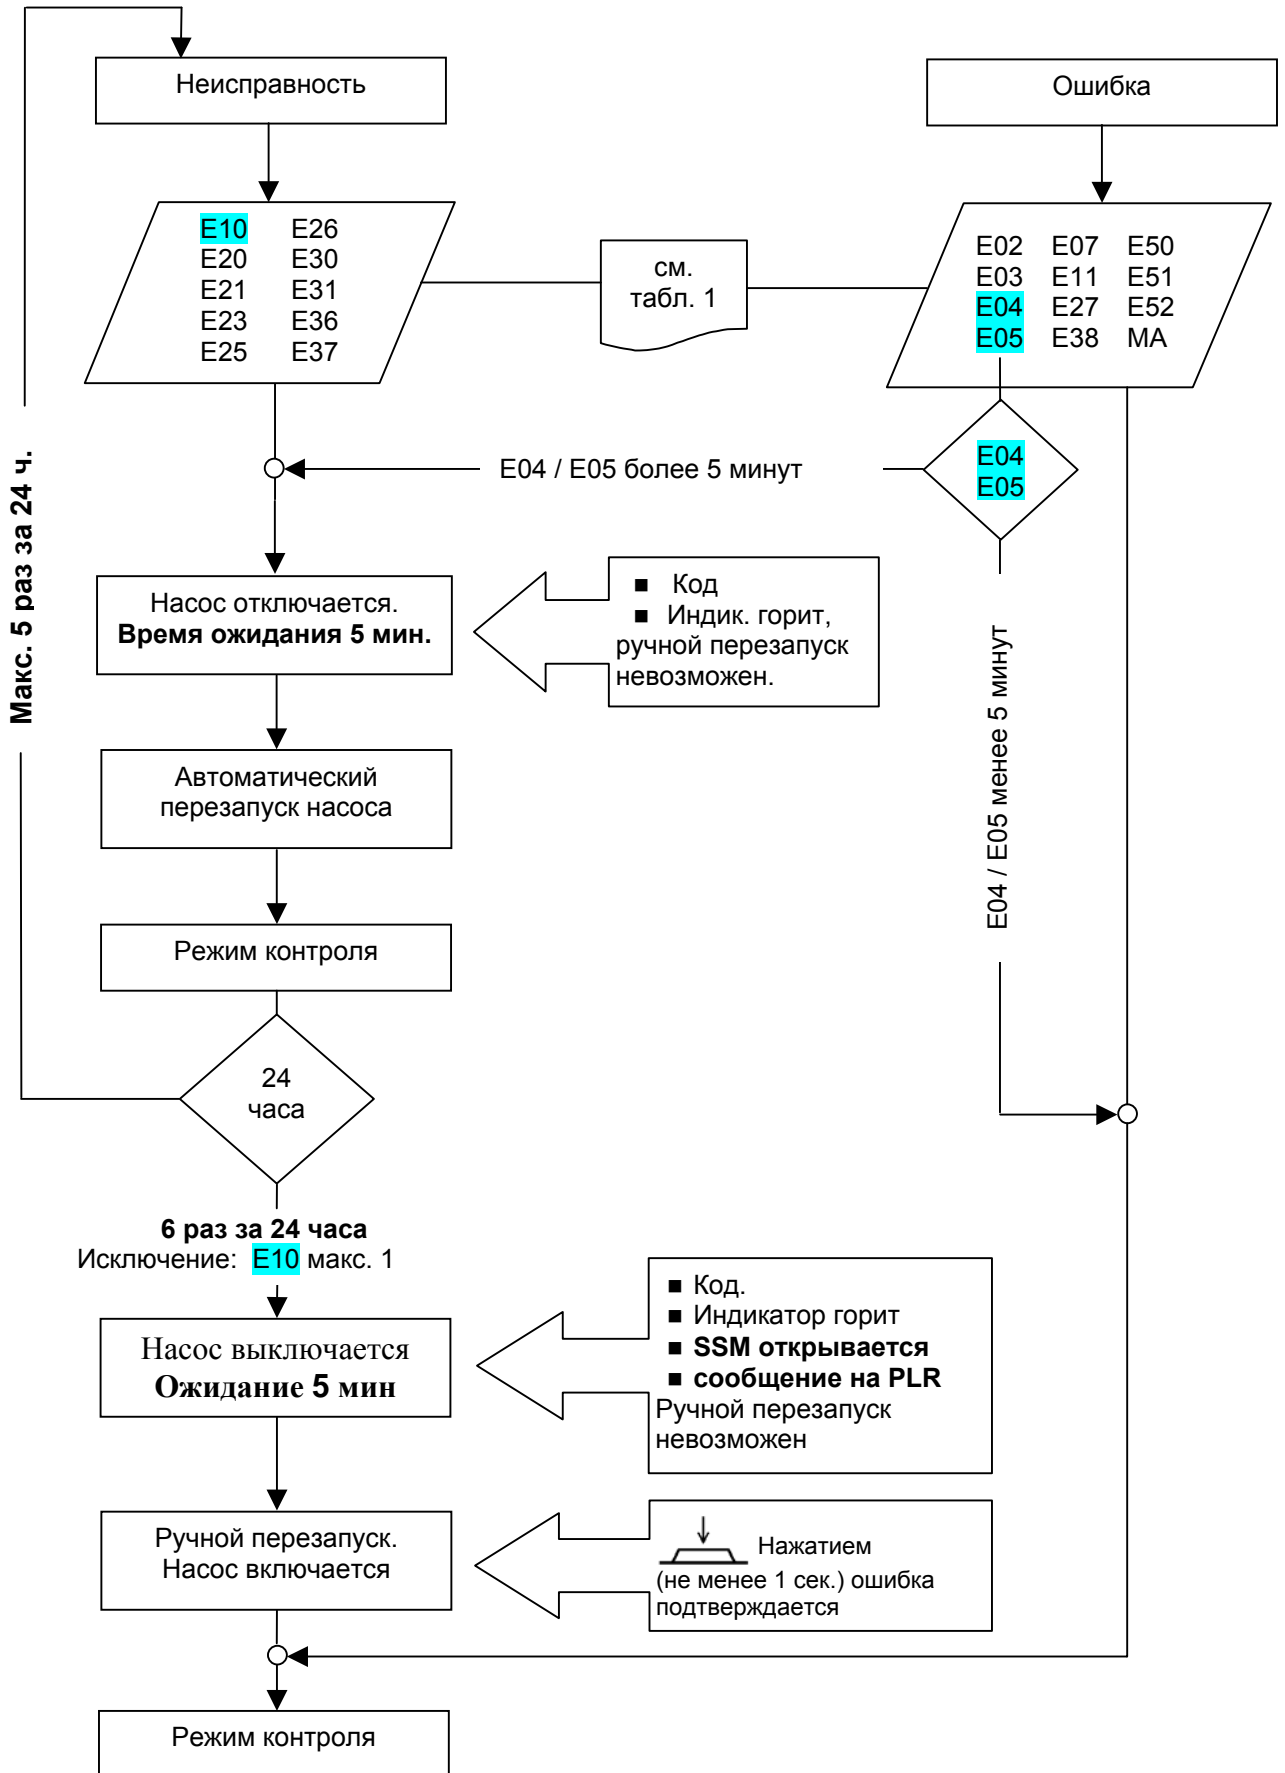 Неисправность
Ошибка
E10 E26
E20 E30
E21 E31
E23 E36
E25 E37
см.
табл. 1
E02 E07 E50
E03 E11 E51
E04 E27 E52
E05 E38 MA
Макс. 5 раз за 24 ч.
E04 / E05 более 5 минут
E04
E05
Насос отключается.
Время ожидания 5 мин.
■ Код
■ Индик. горит,
ручной перезапуск
невозможен.
E04 / E05 менее 5 минут
Автоматический
перезапуск насоса
Режим контроля
24
часа
6 раз за 24 часа
Исключение: E10 макс. 1
Насос выключается
Ожидание 5 мин
■ Код.
■ Индикатор горит
■ SSM открывается
■ сообщение на PLR
Ручной перезапуск
невозможен
Ручной перезапуск.
Насос включается
Нажатием
(не менее 1 сек.) ошибка
подтверждается
Режим контроля